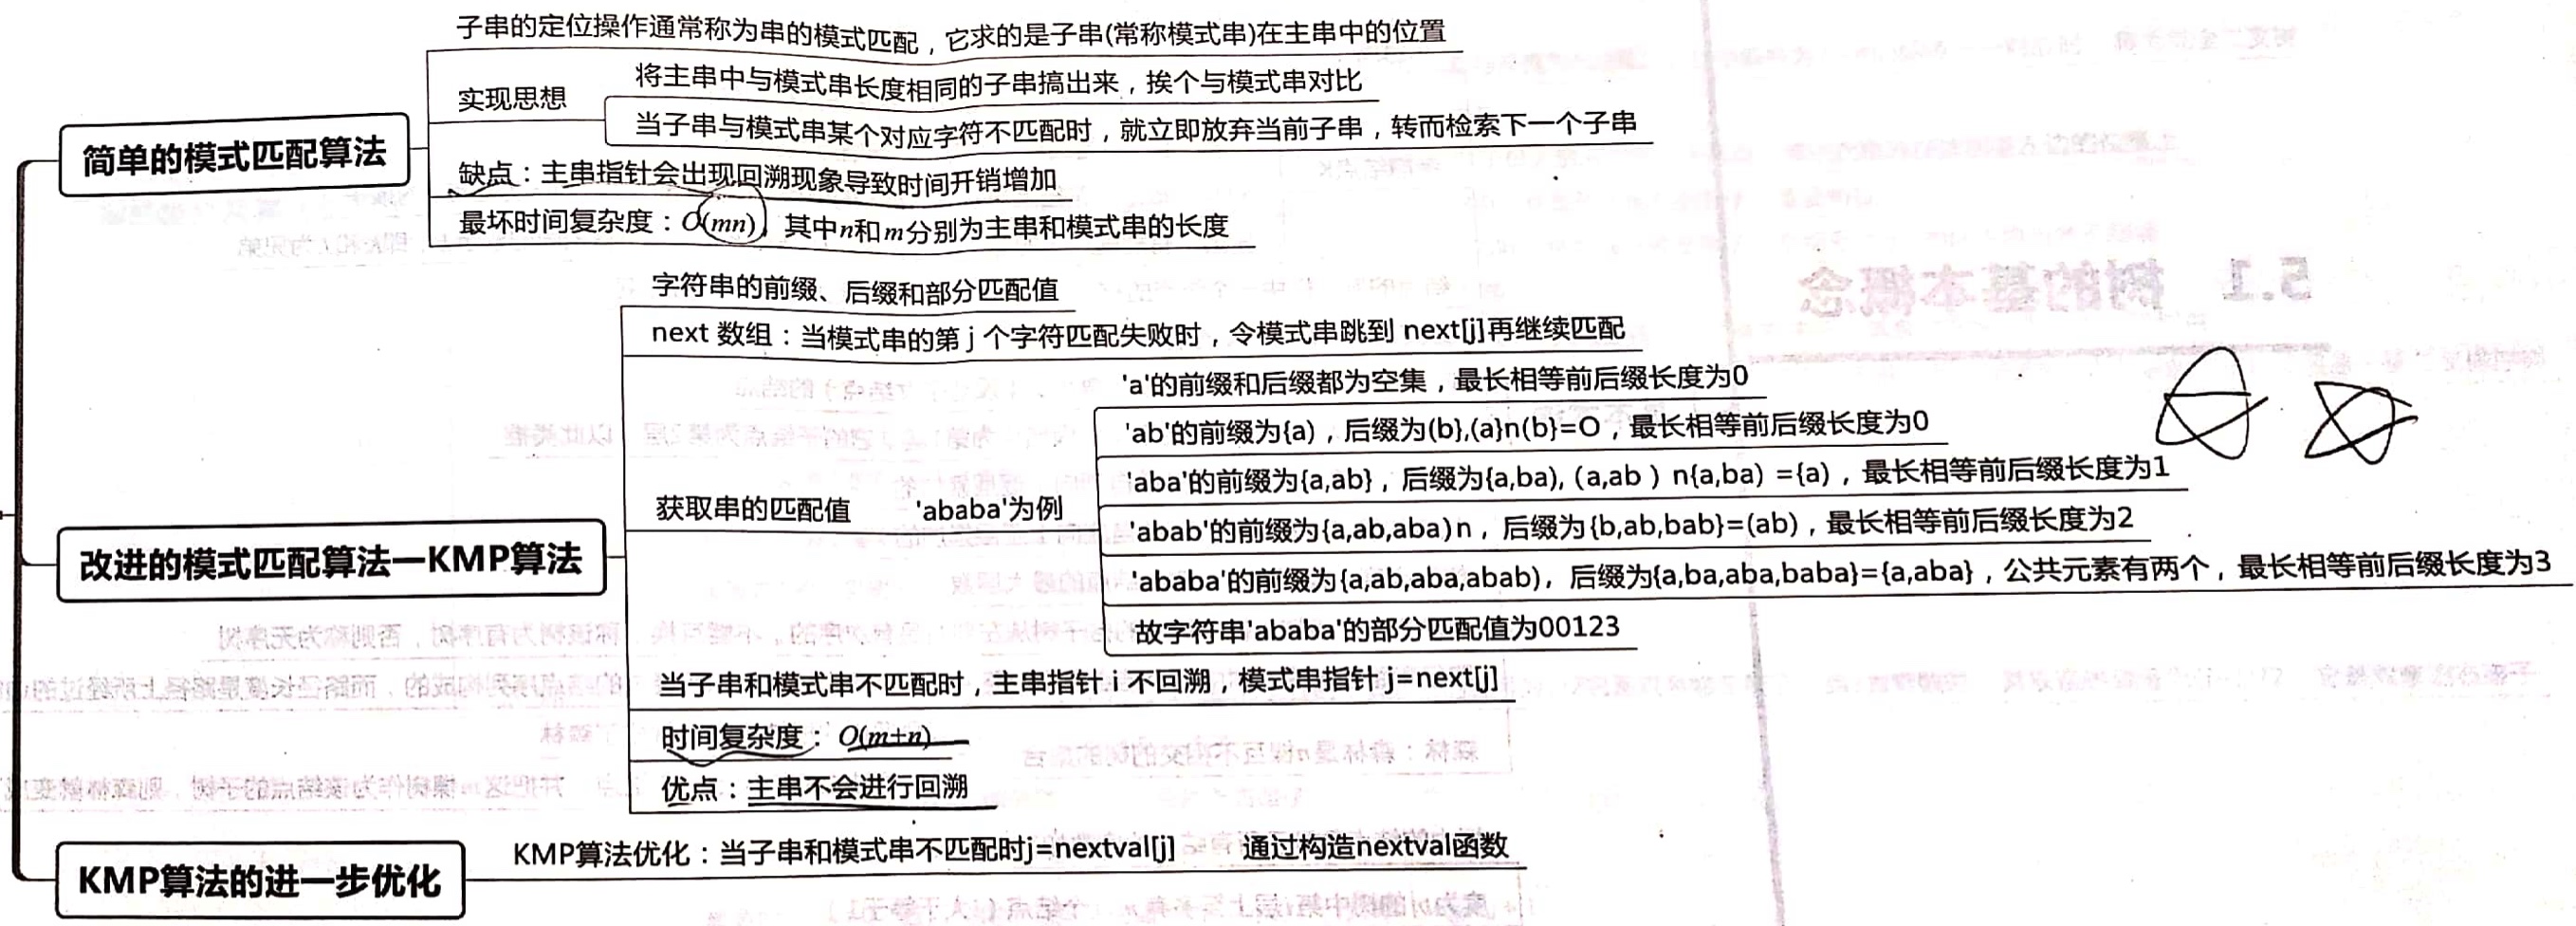 子串的定位操作通常称为串的模式匹配，它求的是子串(常称模式串)在主串中的位置
实现思想
将主串中与模式串长度相同的子串搞出来，挨个与模式串对比
当子串与模式串某个对应字符不匹配时，就立即放弃当前子串，转而检索下一个子串
简单的模式匹配算法
缺点：主串指针会出现回溯现象导致时间开销增加
最坏时间复杂度：O(mn)，其中n和m分别为主串和模式串的长度
字符串的前缀、后缀和部分匹配值
next 数组：当模式串的第 j 个字符匹配失败时，令模式串跳到 next[j]再继续匹配
获取串的匹配值
'ababa'为例
'a'的前缀和后缀都为空集，最长相等前后缀长度为0
'ab'的前缀为{a)，后缀为(b},(a}n(b}=O，最长相等前后缀长度为0
'aba'的前缀为{a,ab}，后缀为{a,ba), (a,ab ）n{a,ba) ={a)，最长相等前后缀长度为1
'abab'的前缀为{a,ab,aba)n，后缀为{b,ab,bab}=(ab)，最长相等前后缀长度为2
'ababa'的前缀为{a,ab,aba,abab)，后缀为{a,ba,aba,baba}={a,aba}，公共元素有两个，最长相等前后缀长度为3
故字符串'ababa'的部分匹配值为00123
改进的模式匹配算法—KMP算法
当子串和模式串不匹配时，主串指针 i 不回溯，模式串指针 j=next[j]
时间复杂度：O(m+n)
优点：主串不会进行回溯
KMP算法的进一步优化
KMP算法优化：当子串和模式串不匹配时j=nextval[j]
通过构造nextval函数
5.1 树的基本概念